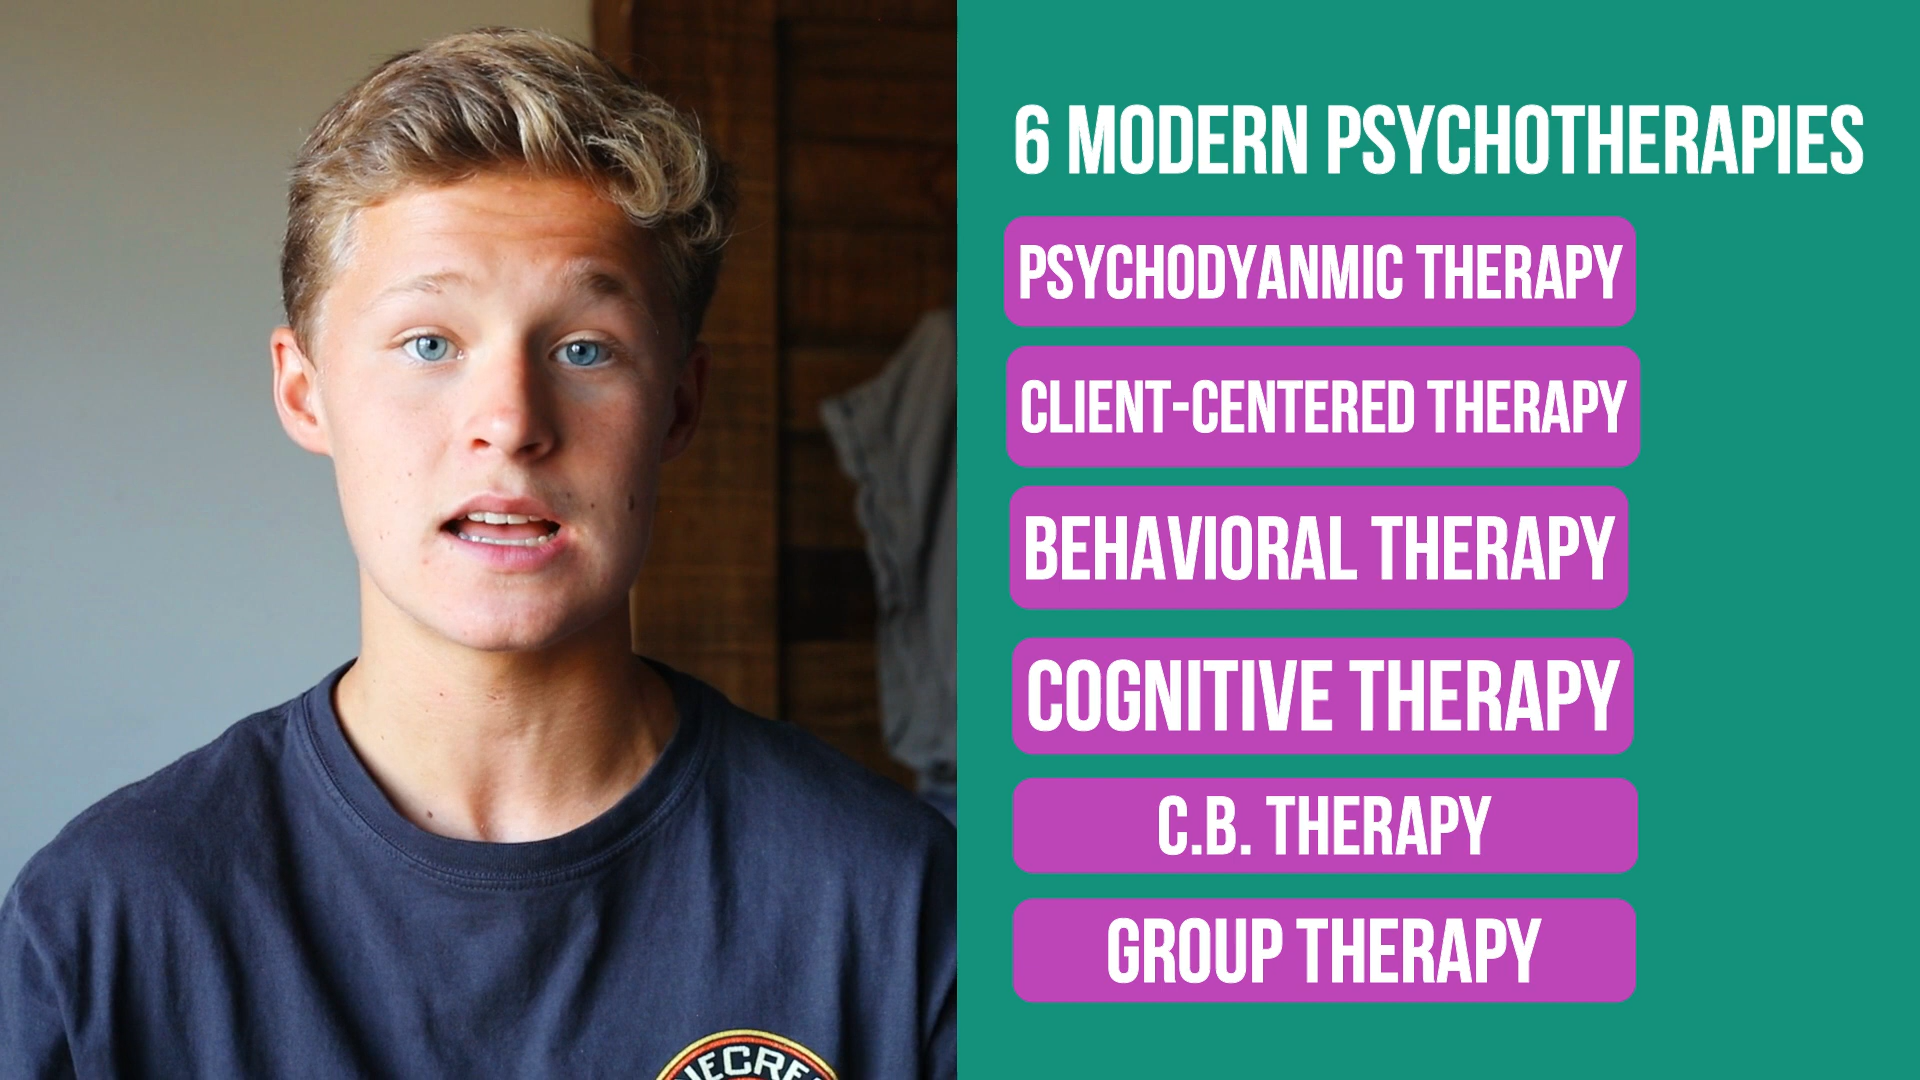 6 MODERN PSYCHOTHERAPIES
PSYCHODYANMIC THERAPY
CLIENT-CENTERED THERAPY
BEHAVIORAL THERAPY
COGNITIVE THERAPY
C.B. THERAPY
GROUP THERAPY